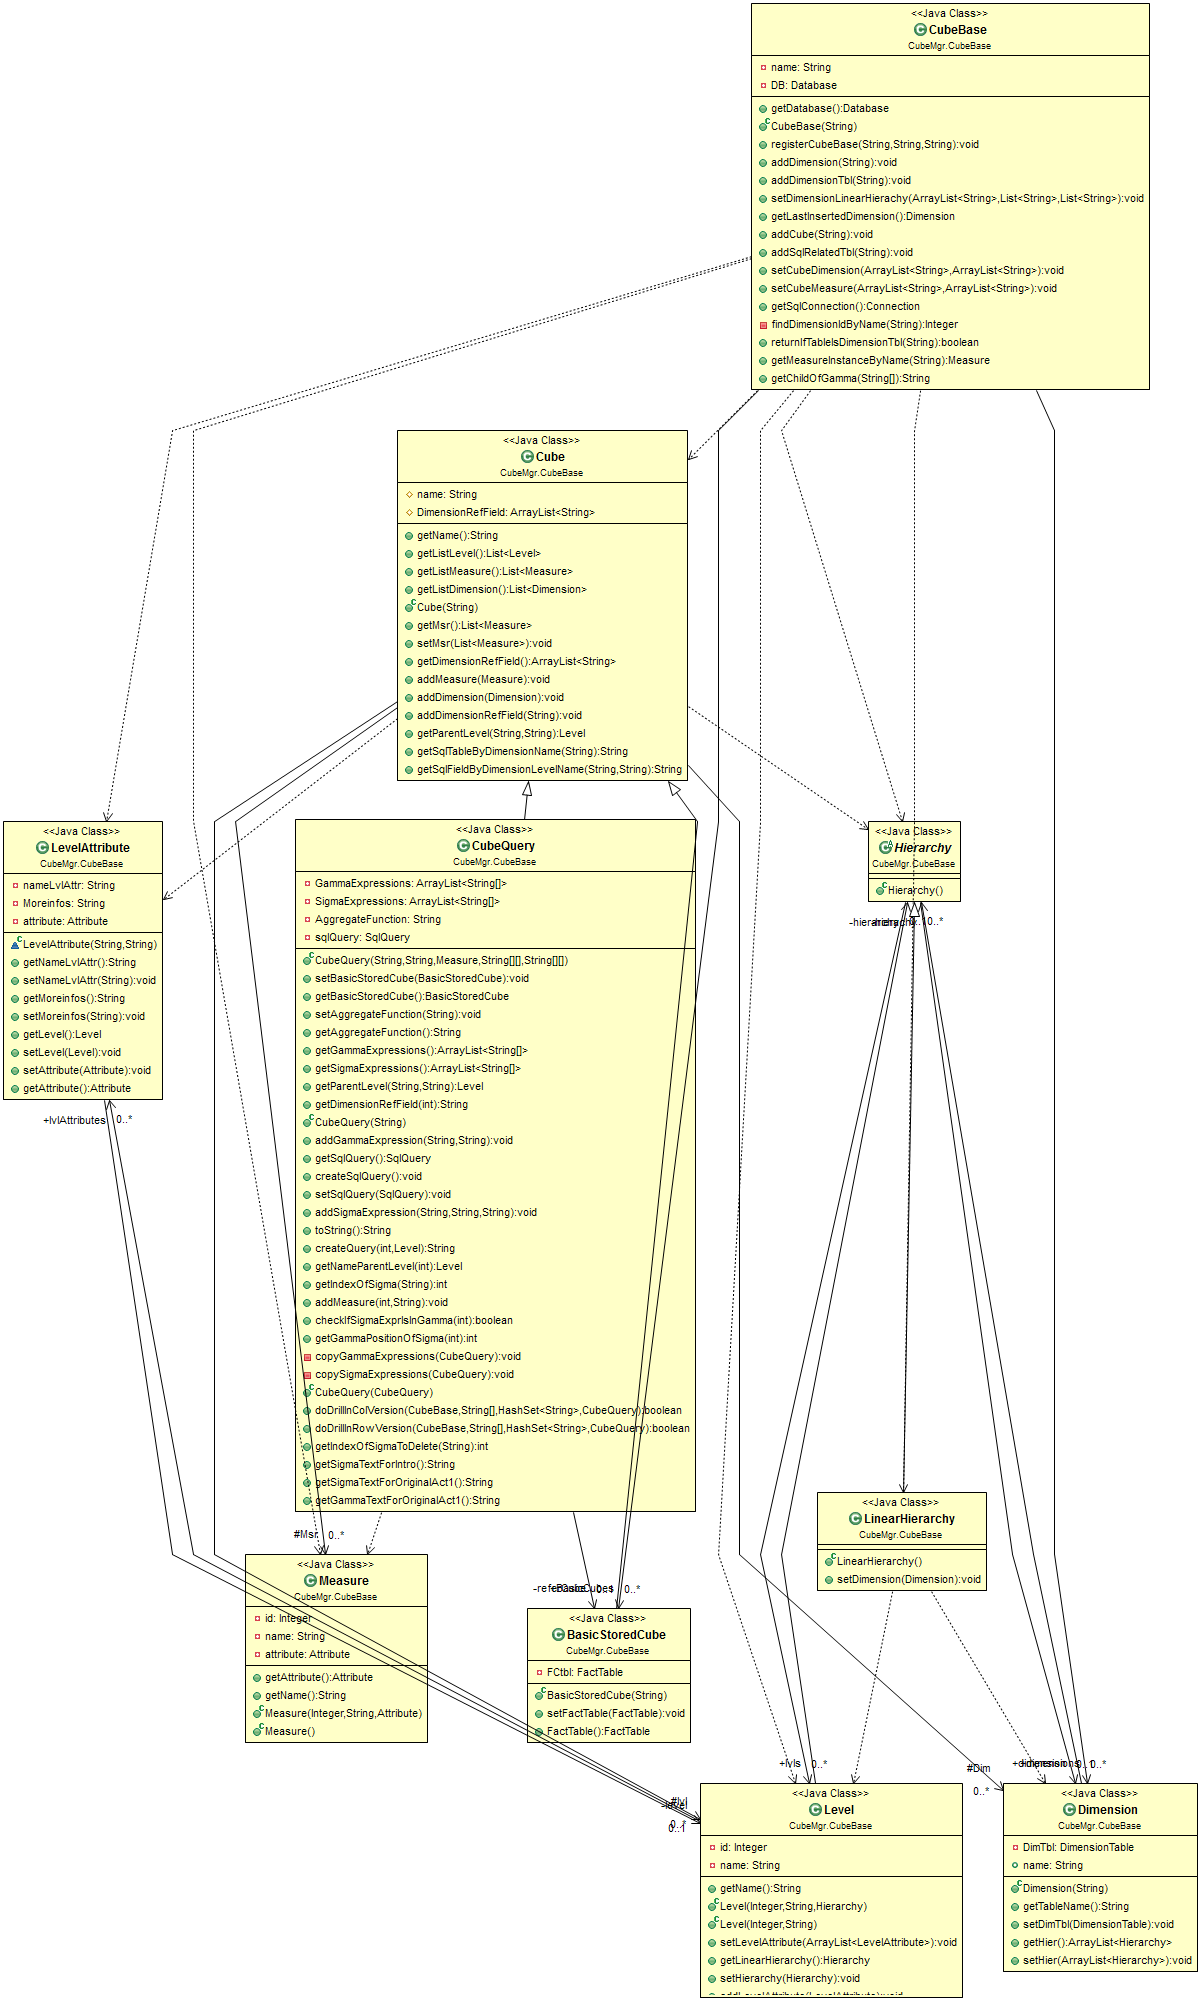 <<Java Class>>
CubeBase
CubeMgr.CubeBase
name: String
DB: Database
getDatabase():Database
CubeBase(String)
registerCubeBase(String,String,String):void
addDimension(String):void
addDimensionTbl(String):void
setDimensionLinearHierachy(ArrayList<String>,List<String>,List<String>):void
getLastInsertedDimension():Dimension
addCube(String):void
addSqlRelatedTbl(String):void
setCubeDimension(ArrayList<String>,ArrayList<String>):void
setCubeMeasure(ArrayList<String>,ArrayList<String>):void
getSqlConnection():Connection
findDimensionIdByName(String):Integer
returnIfTableIsDimensionTbl(String):boolean
getMeasureInstanceByName(String):Measure
getChildOfGamma(String[]):String
<<Java Class>>
Cube
CubeMgr.CubeBase
name: String
DimensionRefField: ArrayList<String>
getName():String
getListLevel():List<Level>
getListMeasure():List<Measure>
getListDimension():List<Dimension>
Cube(String)
getMsr():List<Measure>
setMsr(List<Measure>):void
getDimensionRefField():ArrayList<String>
addMeasure(Measure):void
addDimension(Dimension):void
addDimensionRefField(String):void
getParentLevel(String,String):Level
getSqlTableByDimensionName(String):String
getSqlFieldByDimensionLevelName(String,String):String
<<Java Class>>
LevelAttribute
CubeMgr.CubeBase
nameLvlAttr: String
Moreinfos: String
attribute: Attribute
LevelAttribute(String,String)
getNameLvlAttr():String
setNameLvlAttr(String):void
getMoreinfos():String
setMoreinfos(String):void
getLevel():Level
setLevel(Level):void
setAttribute(Attribute):void
getAttribute():Attribute
+lvlAttributes 0..*
<<Java Class>>
CubeQuery
CubeMgr.CubeBase
GammaExpressions: ArrayList<String[]>
SigmaExpressions: ArrayList<String[]>
AggregateFunction: String
sqlQuery: SqlQuery
CubeQuery(String,String,Measure,String[][],String[][])
setBasicStoredCube(BasicStoredCube):void
getBasicStoredCube():BasicStoredCube
setAggregateFunction(String):void
getAggregateFunction():String
getGammaExpressions():ArrayList<String[]>
getSigmaExpressions():ArrayList<String[]>
getParentLevel(String,String):Level
getDimensionRefField(int):String
CubeQuery(String)
addGammaExpression(String,String):void
getSqlQuery():SqlQuery
createSqlQuery():void
setSqlQuery(SqlQuery):void
addSigmaExpression(String,String,String):void
toString():String
createQuery(int,Level):String
getNameParentLevel(int):Level
getIndexOfSigma(String):int
addMeasure(int,String):void
checkIfSigmaExprIsInGamma(int):boolean
getGammaPositionOfSigma(int):int
copyGammaExpressions(CubeQuery):void
copySigmaExpressions(CubeQuery):void
CubeQuery(CubeQuery)
doDrillInColVersion(CubeBase,String[],HashSet<String>,CubeQuery):boolean
doDrillInRowVersion(CubeBase,String[],HashSet<String>,CubeQuery):boolean
getIndexOfSigmaToDelete(String):int
getSigmaTextForIntro():String
getSigmaTextForOriginalAct1():String
getGammaTextForOriginalAct1():String
<<Java Class>>
Hierarchy
CubeMgr.CubeBase
Hierarchy()
0..*
<<Java Class>>
LinearHierarchy
CubeMgr.CubeBase
LinearHierarchy()
setDimension(Dimension):void
#Msr 0..*
<<Java Class>>
Measure
CubeMgr.CubeBase
id: Integer
name: String
attribute: Attribute
getAttribute():Attribute
getName():String
Measure(Integer,String,Attribute)
Measure()
0..*
<<Java Class>>
BasicStoredCube
CubeMgr.CubeBase
FCtbl: FactTable
BasicStoredCube(String)
setFactTable(FactTable):void
FactTable():FactTable
+lvls 0..*
#lvl
-level
0..*
0..1
<<Java Class>>
Level
CubeMgr.CubeBase
id: Integer
name: String
getName():String
Level(Integer,String,Hierarchy)
Level(Integer,String)
setLevelAttribute(ArrayList<LevelAttribute>):void
getLinearHierarchy():Hierarchy
setHierarchy(Hierarchy):void
addLevelAttribute(LevelAttribute):void
#Dim
0..*
0..*
<<Java Class>>
Dimension
CubeMgr.CubeBase
DimTbl: DimensionTable
name: String
Dimension(String)
getTableName():String
setDimTbl(DimensionTable):void
getHier():ArrayList<Hierarchy>
setHier(ArrayList<Hierarchy>):void